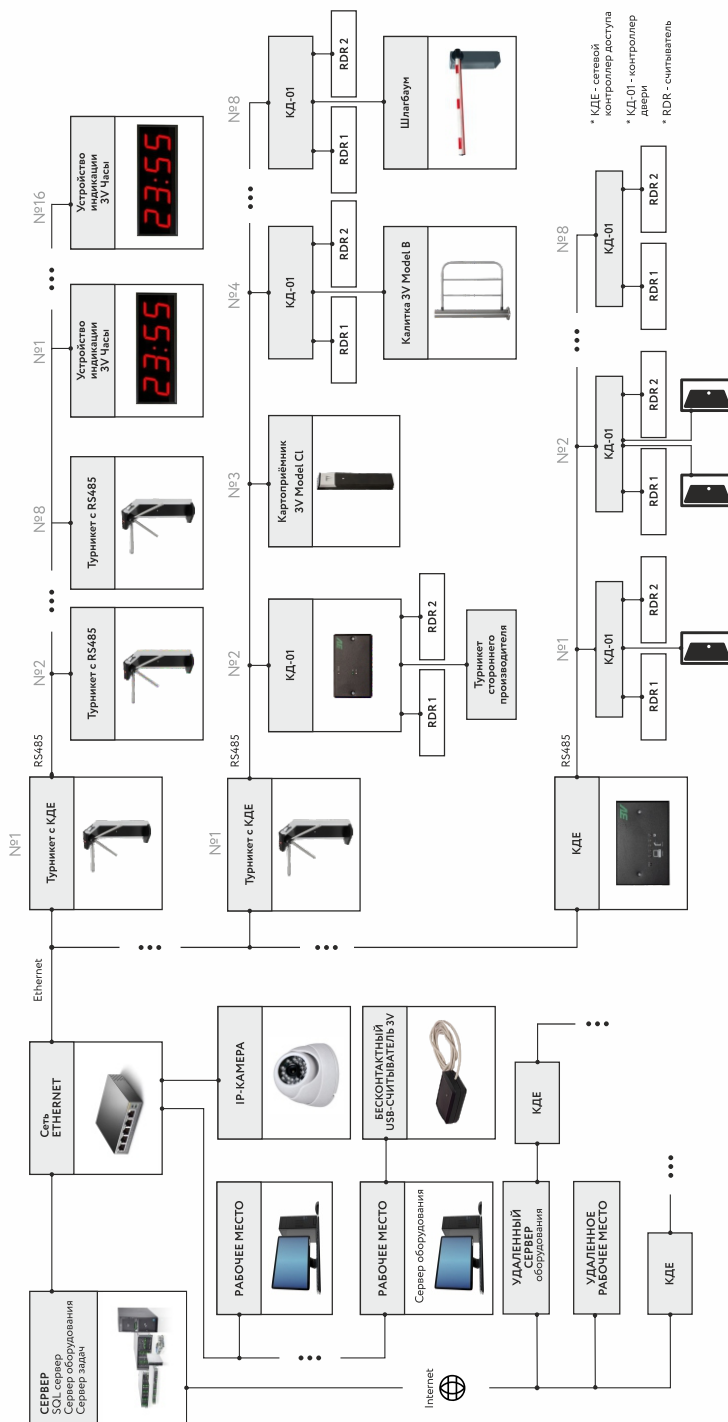 СЕРВЕР
SQL сервер
Сервер оборудования
Сервер задач
Сеть
ETHERNET
Ethernet
№1
Турникет с КДЕ
RS485
№2
Турникет с RS485
№8
Турникет с RS485
№1
Устройство
индикации
3V Часы
23:55
№16
Устройство
индикации
3V Часы
23:55
РАБОЧЕЕ МЕСТО
IP-КАМЕРА
№1
Турникет с КДЕ
RS485
№2
КД-01
RDR 1
RDR 2
Турникет
стороннего
производителя
№3
Картоприёмник
3V Model Cl
№4
КД-01
RDR 1
RDR 2
Калитка 3V Model B
№8
КД-01
RDR 1
RDR 2
Шлагбаум
РАБОЧЕЕ МЕСТО
Сервер оборудования
БЕСКОНТАКТНЫЙ
USB-СЧИТЫВАТЕЛЬ 3V
Internet
УДАЛЕННЫЙ
СЕРВЕР
оборудования
КДЕ
УДАЛЕННОЕ
РАБОЧЕЕ МЕСТО
КДЕ
КДЕ
RS485
№1
КД-01
RDR 1
RDR 2
№2
КД-01
RDR 1
RDR 2
№8
КД-01
RDR 1
RDR 2
* КДЕ - сетевой
контроллер доступа
* КД-01 - контроллер
двери
* RDR - считыватель